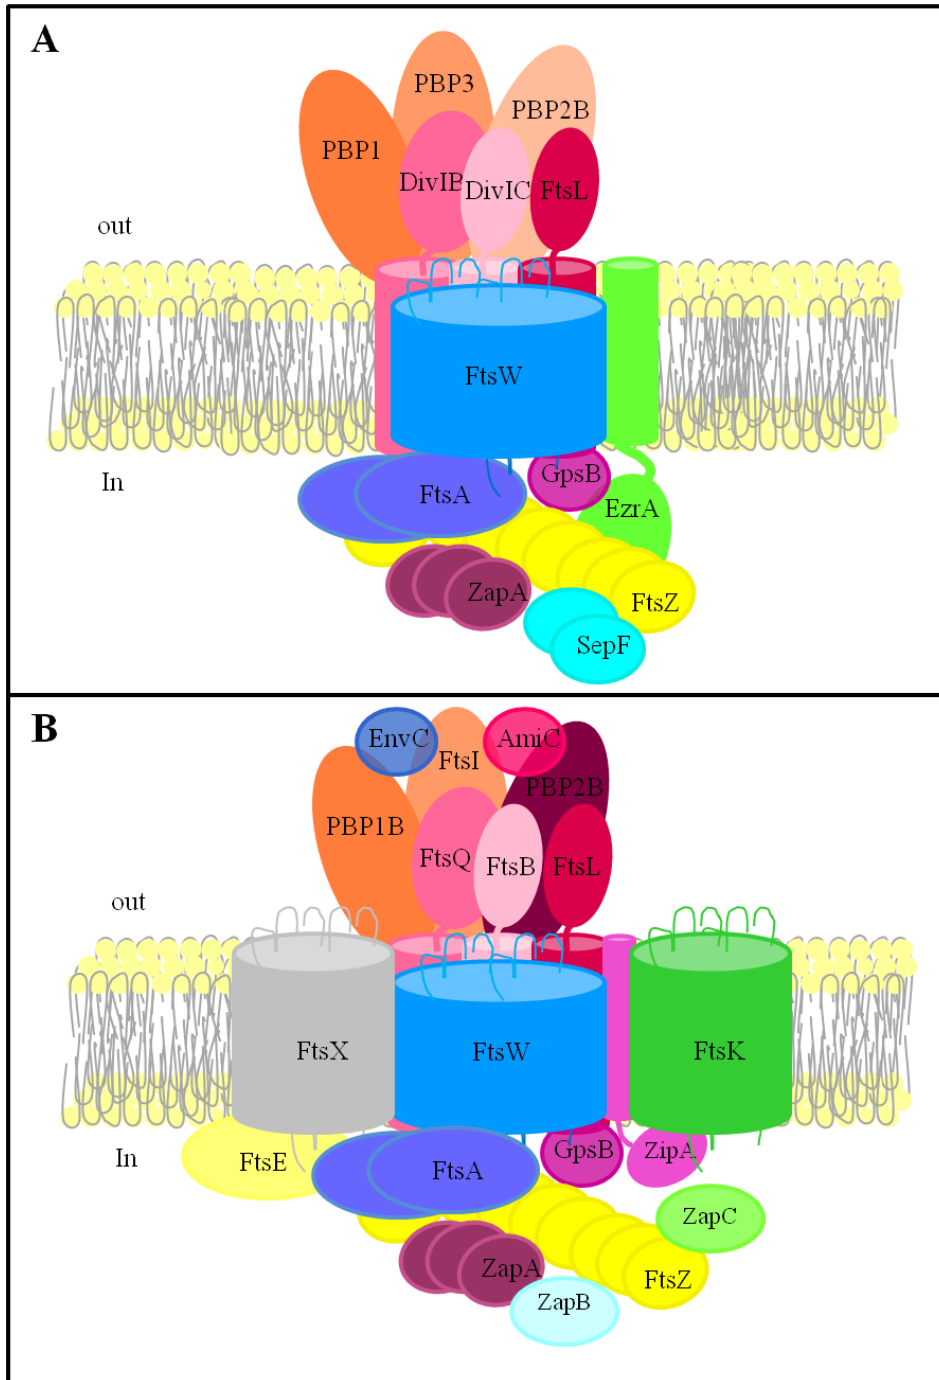 A
PBP3
PBP2B
PBP1
DivIB
DivIC
FtsL
out
FtsW
In
GpsB
FtsA
EzrA
ZapA
FtsZ
SepF
B
EnvC
AmiC
FtsI
PBP2B
PBP1B
FtsQ
FtsB
FtsL
out
FtsX
FtsW
FtsK
In
FtsE
FtsA
GpsB
ZipA
ZapC
ZapA
FtsZ
ZapB